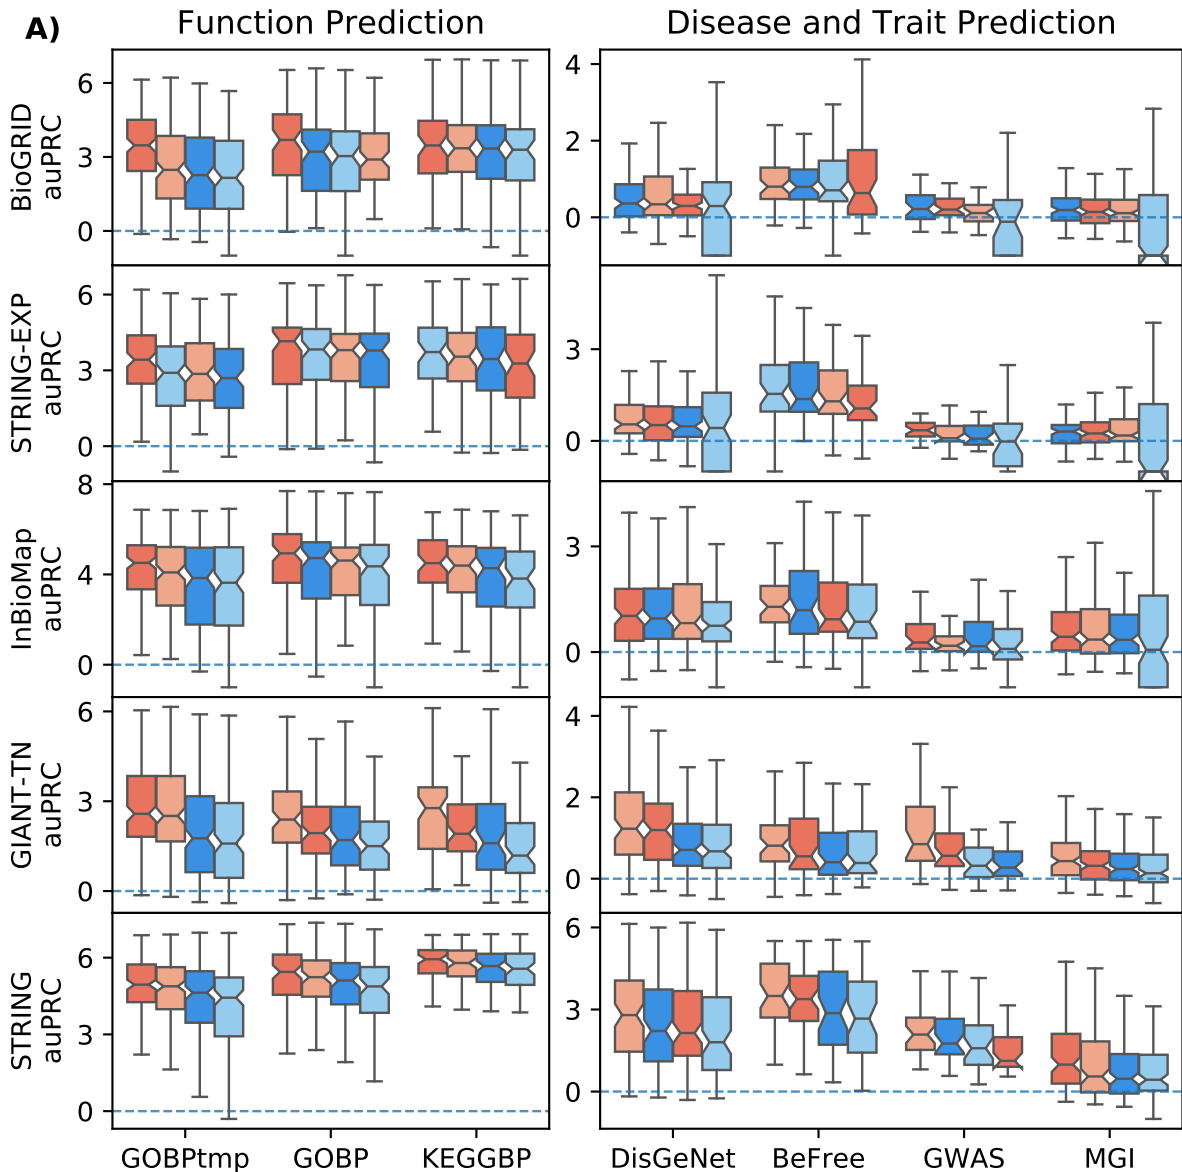 A)
Function Prediction
Disease and Trait Prediction
BioGRID
auPRC
6
3
0
4
2
0
STRING-EXP
auPRC
6
3
0
3
0
InBioMap
auPRC
8
4
0
3
0
GIANT-TN
auPRC
6
3
0
4
2
0
STRING
auPRC
6
3
0
6
3
0
GOBPtmp
GOBP
KEGGBP
DisGeNet
BeFree
GWAS
MGI